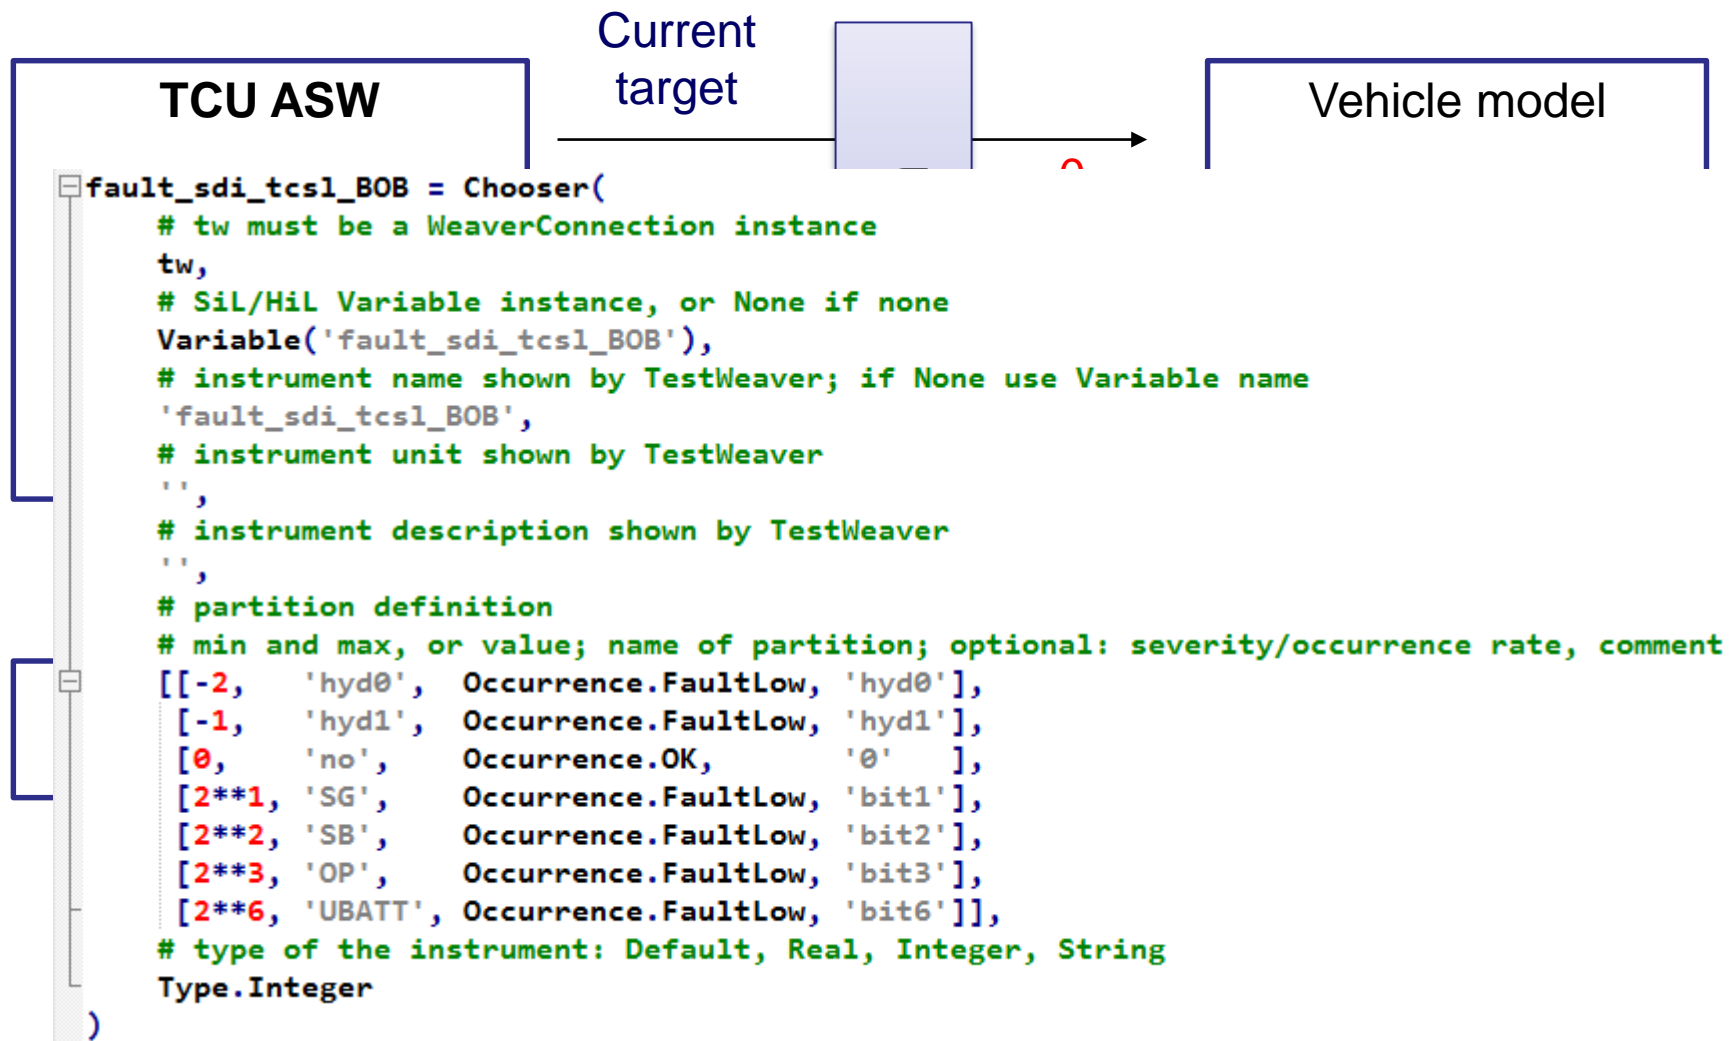 Current
target
TCU ASW
Vehicle model
fault_sdi_tcsl_BOB = Chooser(
# tw must be a WeaverConnection instance
tw,
# SiL/HiL Variable instance, or None if none
Variable('fault_sdi_tcsl_BOB'),
# instrument name shown by TestWeaver; if None use Variable name
'fault_sdi_tcsl_BOB',
# instrument unit shown by TestWeaver
'',
# instrument description shown by TestWeaver
'',
# partition definition
# min and max, or value; name of partition; optional: severity/occurrence rate, comment
[[-2, 'hyd0', Occurrence.FaultLow, 'hyd0'],
[-1, 'hyd1', Occurrence.FaultLow, 'hyd1'],
[0, 'no', Occurrence.OK, '0' ],
[2**1, 'SG', Occurrence.FaultLow, 'bit1'],
[2**2, 'SB', Occurrence.FaultLow, 'bit2'],
[2**3, 'OP', Occurrence.FaultLow, 'bit3'],
[2**6, 'UBATT', Occurrence.FaultLow, 'bit6']],
# type of the instrument: Default, Real, Integer, String
Type.Integer
)